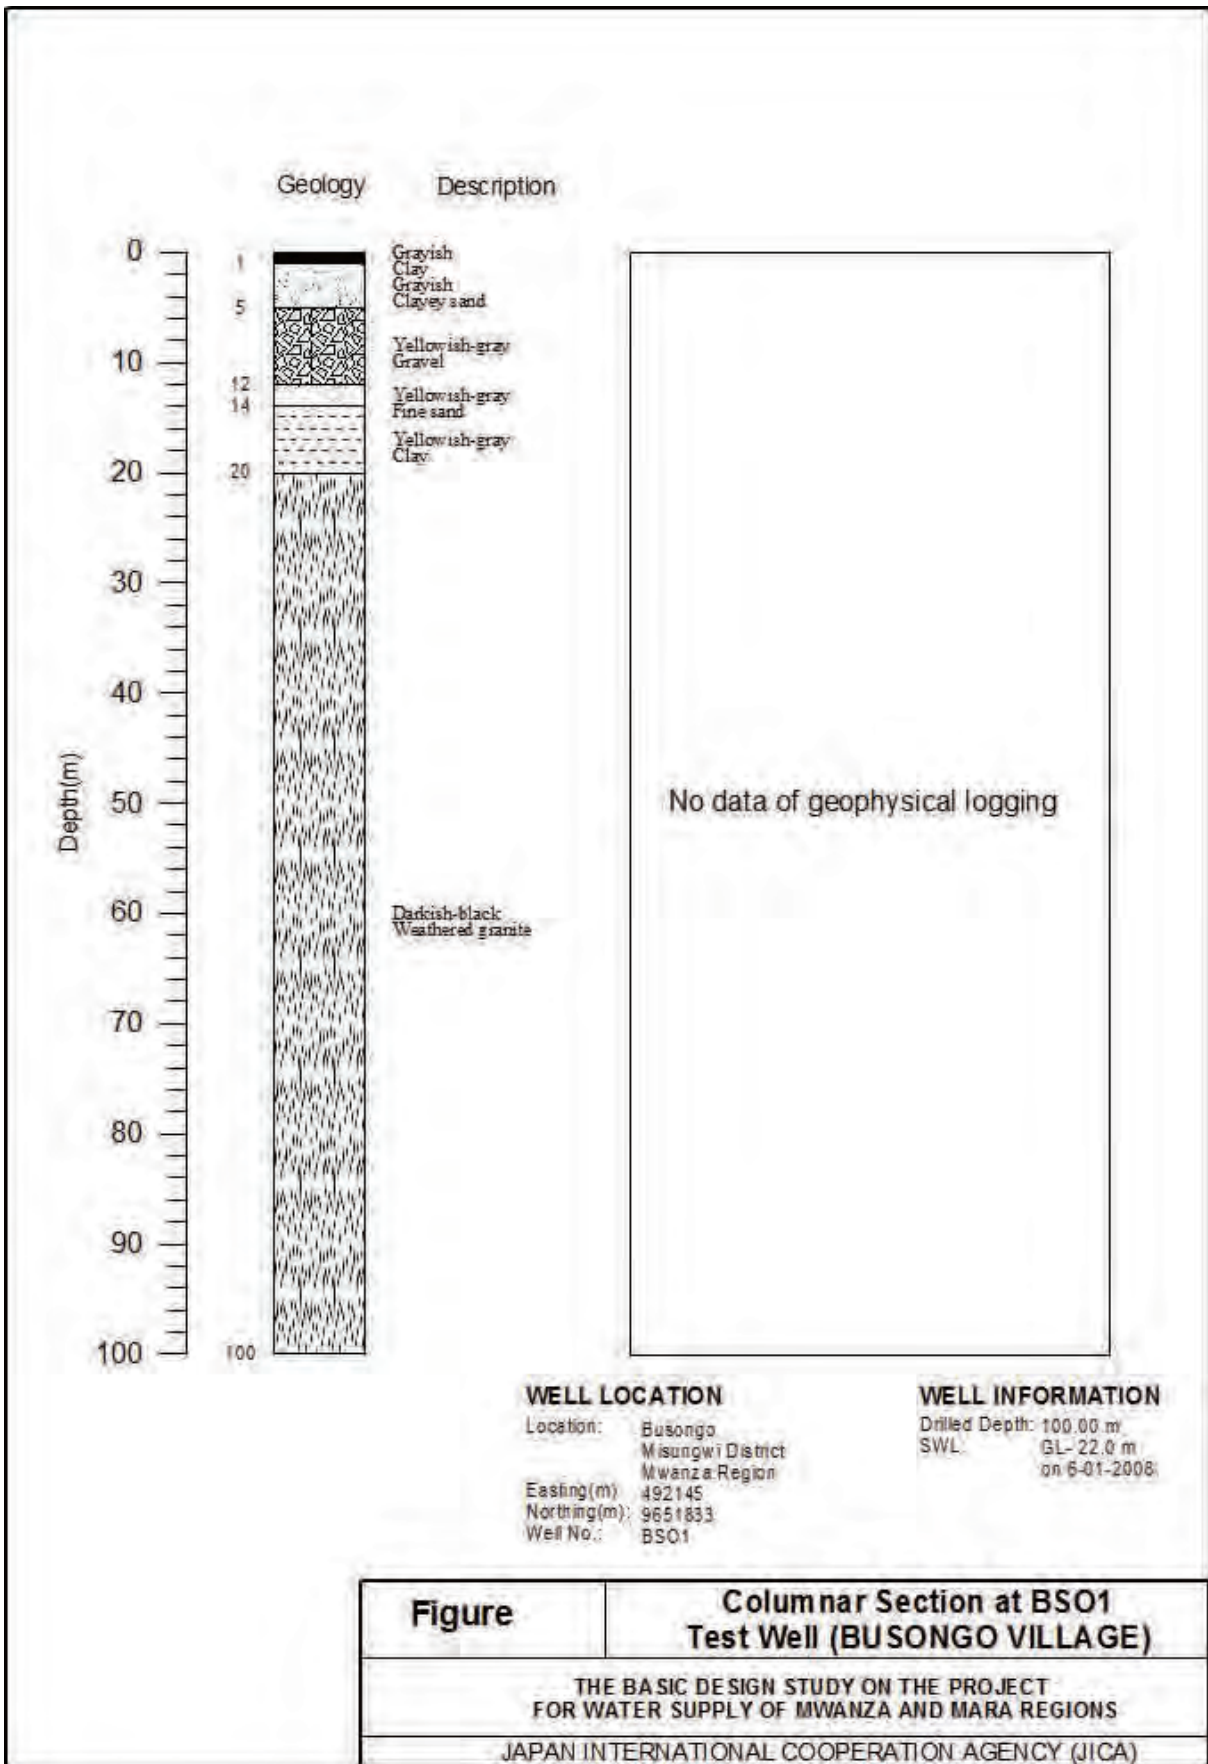 Geology Description
0
1
5
10
12
14
20
20
30
40
50
60
70
80
90
100
100
Depth(m)
Grayish
Clay
Grayish
Clayey sand
Yellowish-gray
Gravel
Yellowish-gray
Fine sand
Yellowish-gray
Clay
Darkish-black
Weathered granite
No data of geophysical logging
WELL LOCATION
Location: Busongo
Misungwi District
Mwanza Region
Easting(m) 492145
Northing(m): 9651833
Well No.: BSO1
WELL INFORMATION
Drilled Depth: 100.00 m
SWL: GL- 22.0 m
on 6-01-2008
Figure
Columnar Section at BSO1
Test Well (BUSONGO VILLAGE)
THE BASIC DESIGN STUDY ON THE PROJECT
FOR WATER SUPPLY OF MWANZA AND MARA REGIONS
JAPAN INTERNATIONAL COOPERATION AGENCY (JICA)